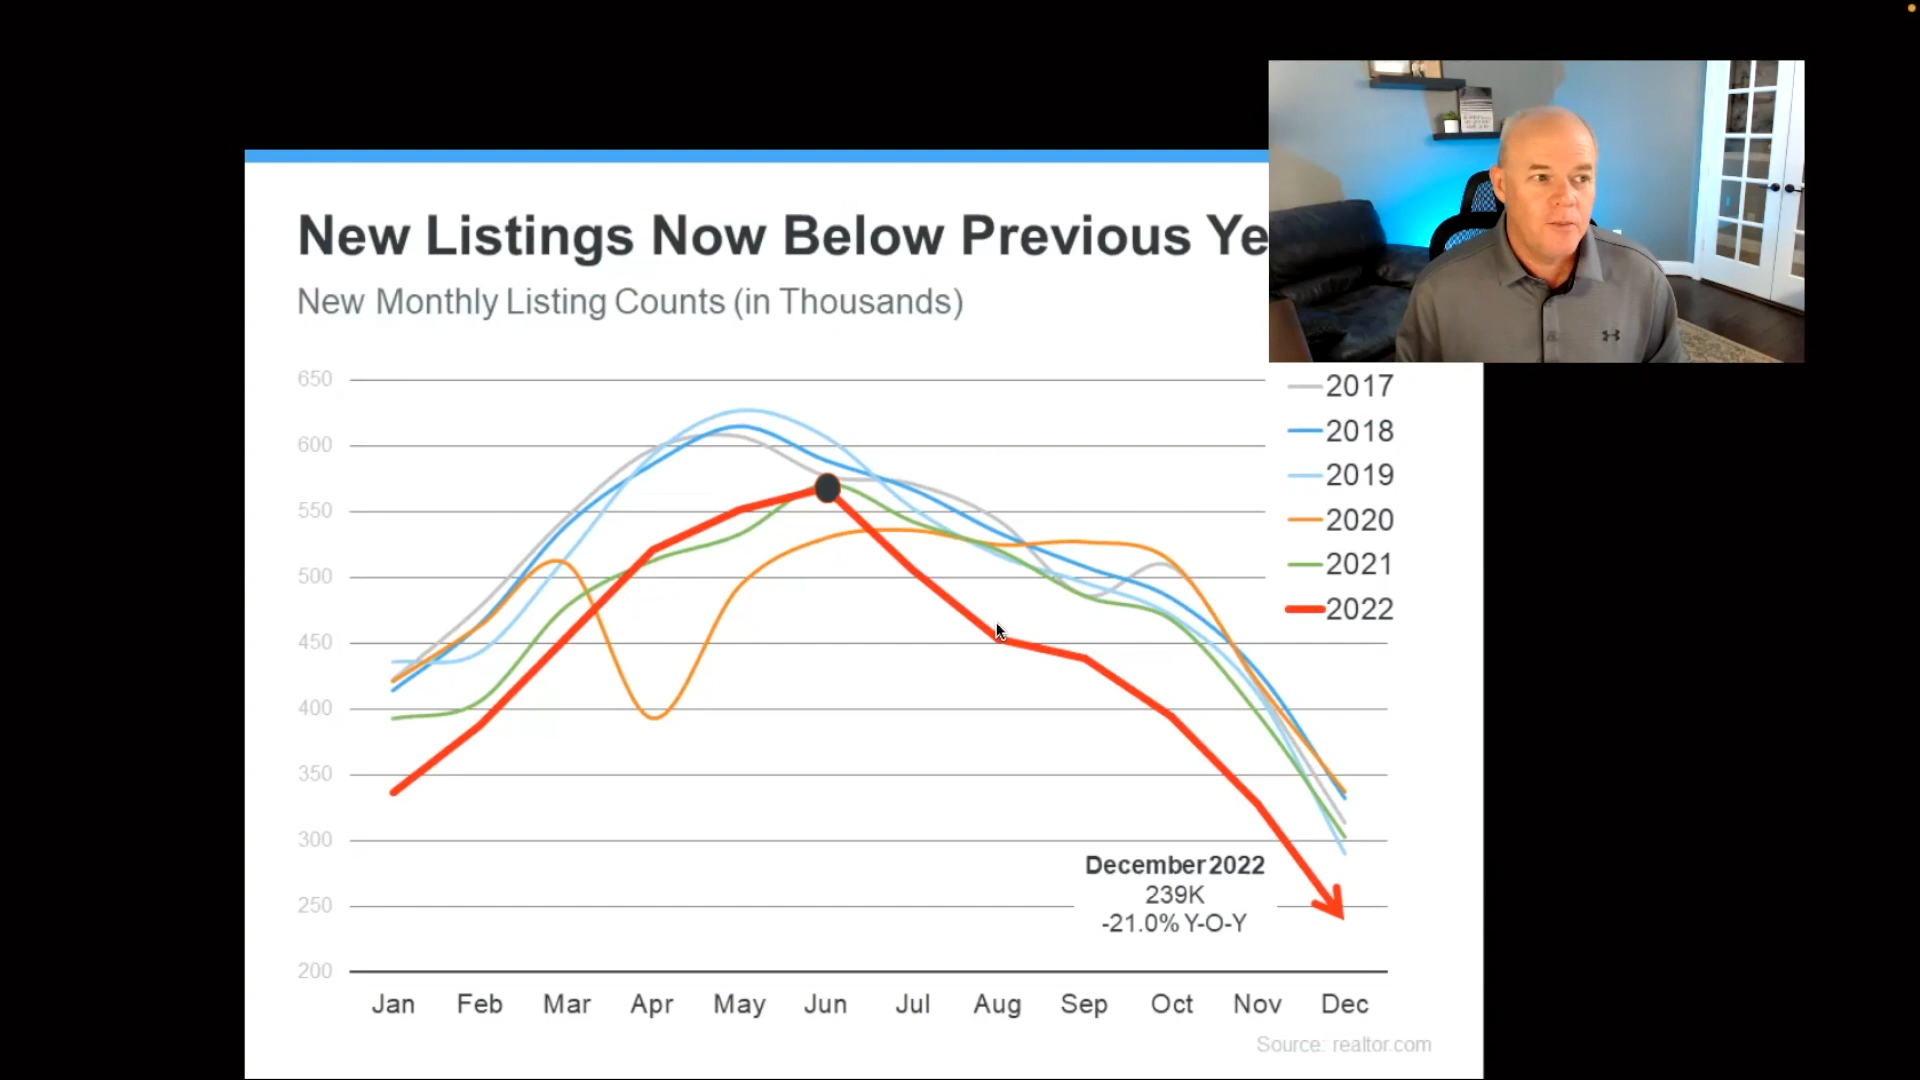 New Listings Now Below Previous Ye
New Monthly Listing Counts (in Thousands)
650
600
550
500
450
400
350
300
250
200
2017
2018
2019
2020
2021
2022
December 2022
239K
-21.0% Y-O-Y
Jan Feb Mar Apr May Jun Jul Aug Sep Oct Nov Dec
Source: realtor.com